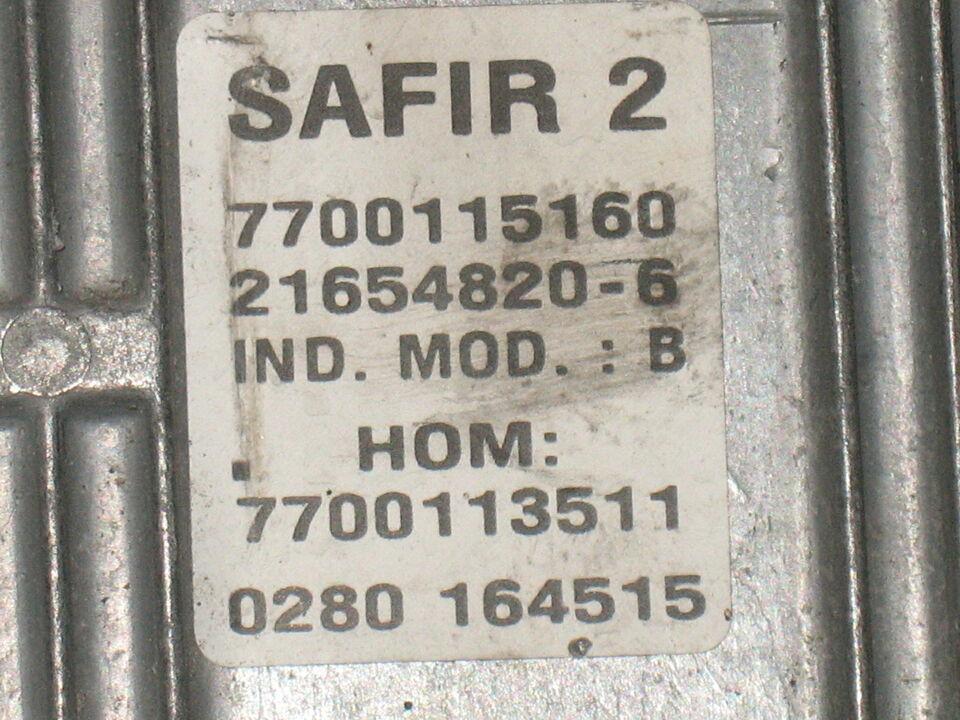 SAFIR 2
7700115160
21654820-6
IND. MOD. : B
. HOM:
7700113511
0280 164515